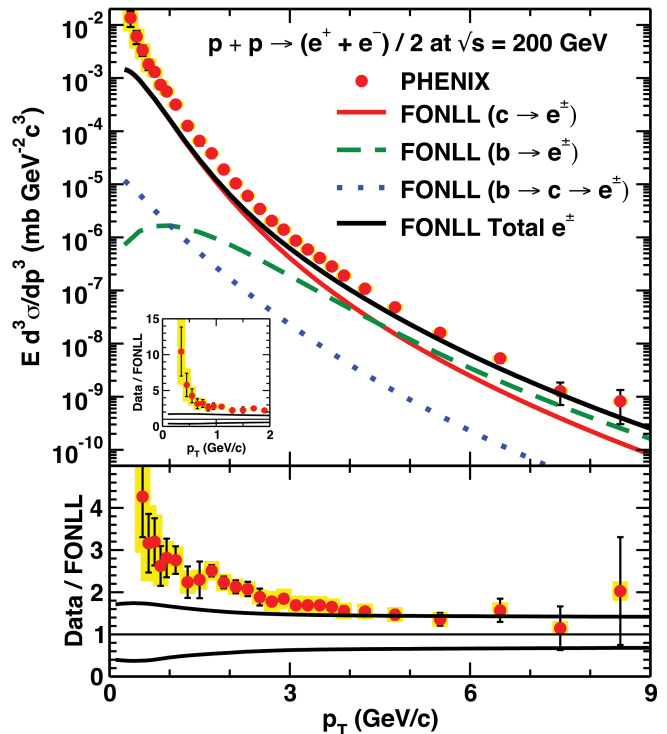 p + p → (e⁺ + e⁻) / 2 at √s = 200 GeV
PHENIX
FONLL (c → e±)
FONLL (b → e±)
FONLL (b → c → e±)
FONLL Total e±
E d³σ/dp³ (mb GeV⁻²c³)
10⁻²
10⁻³
10⁻⁴
10⁻⁵
10⁻⁶
10⁻⁷
10⁻⁸
10⁻⁹
10⁻¹⁰
Data / FONLL
15
10
5
0
0 1 2
p_T (GeV/c)
Data / FONLL
4
3
2
1
0
0 3 6 9
p_T (GeV/c)